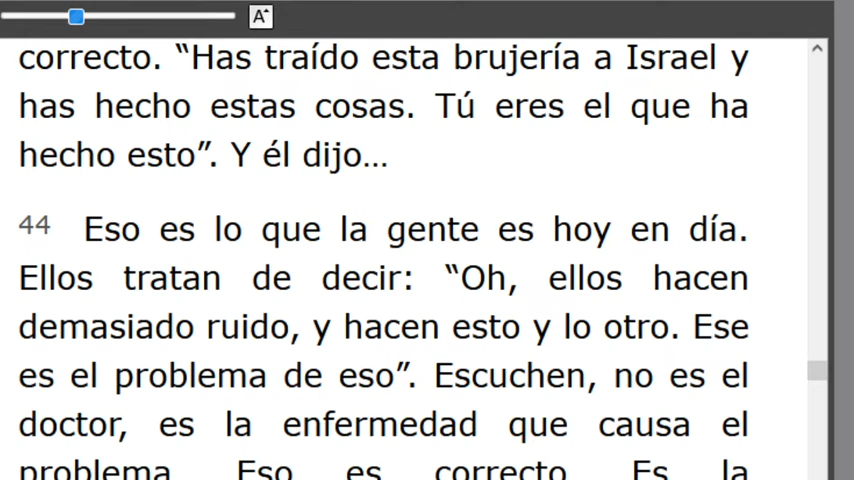 A
correcto. “Has traído esta brujería a Israel y
has hecho estas cosas. Tú eres el que ha
hecho esto”. Y él dijo…
44 Eso es lo que la gente es hoy en día.
Ellos tratan de decir: “Oh, ellos hacen
demasiado ruido, y hacen esto y lo otro. Ese
es el problema de eso”. Escuchen, no es el
doctor, es la enfermedad que causa el
problema. Eso es correcto. Es la